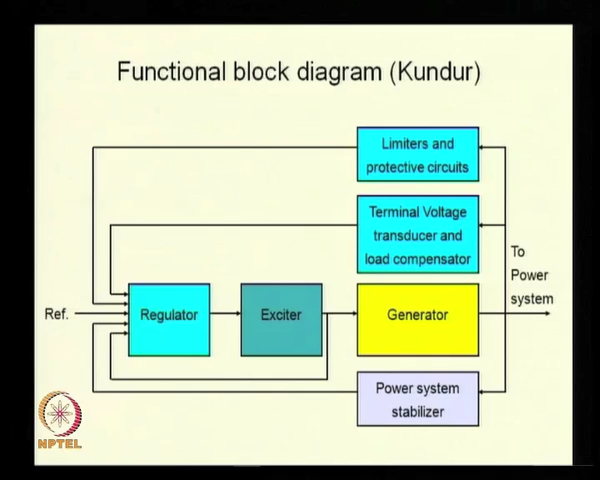 Functional block diagram (Kundur)
Limiters and
protective circuits
Terminal Voltage
transducer and
load compensator
To
Power
system
Ref.
Regulator
Exciter
Generator
Power system
stabilizer
NPTEL